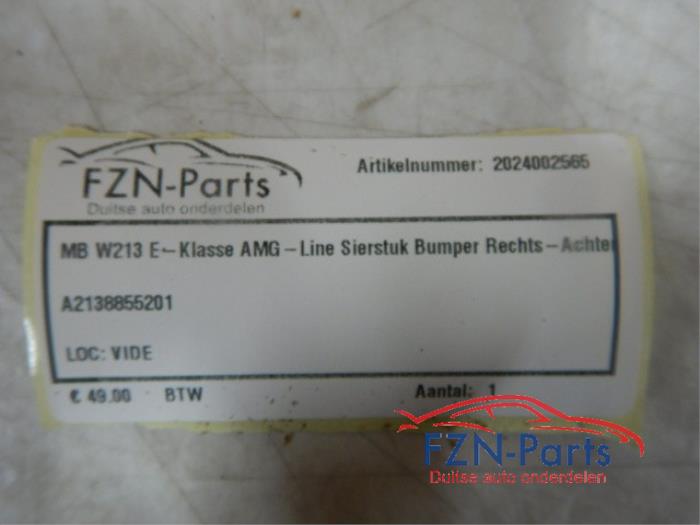 Artikelnummer: 2024002565
FZN-Parts
Duitse auto onderdelen
MB W213 E-Klasse AMG-Line Sierstuk Bumper Rechts-Achte
A2138855201
LOC: VIDE
€ 49.00 BTW Aantal: 1
FZN-Parts
Duitse auto onderdelen